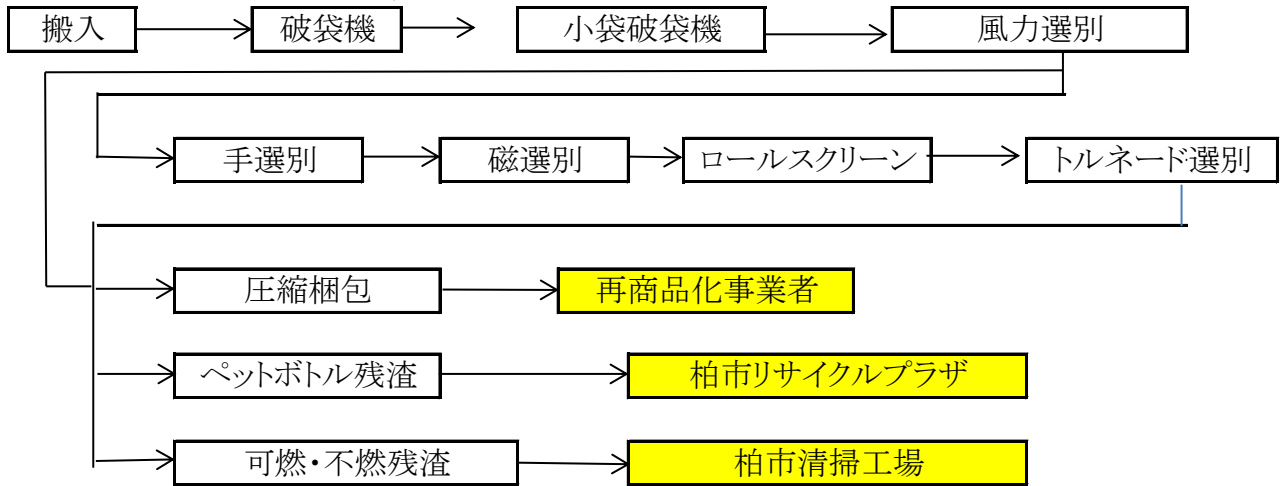 搬入 破袋機 小袋破袋機 風力選別
手選別 磁選別 ロールスクリーン トルネード選別
圧縮梱包 再商品化事業者
ペットボトル残渣 柏市リサイクルプラザ
可燃・不燃残渣 柏市清掃工場